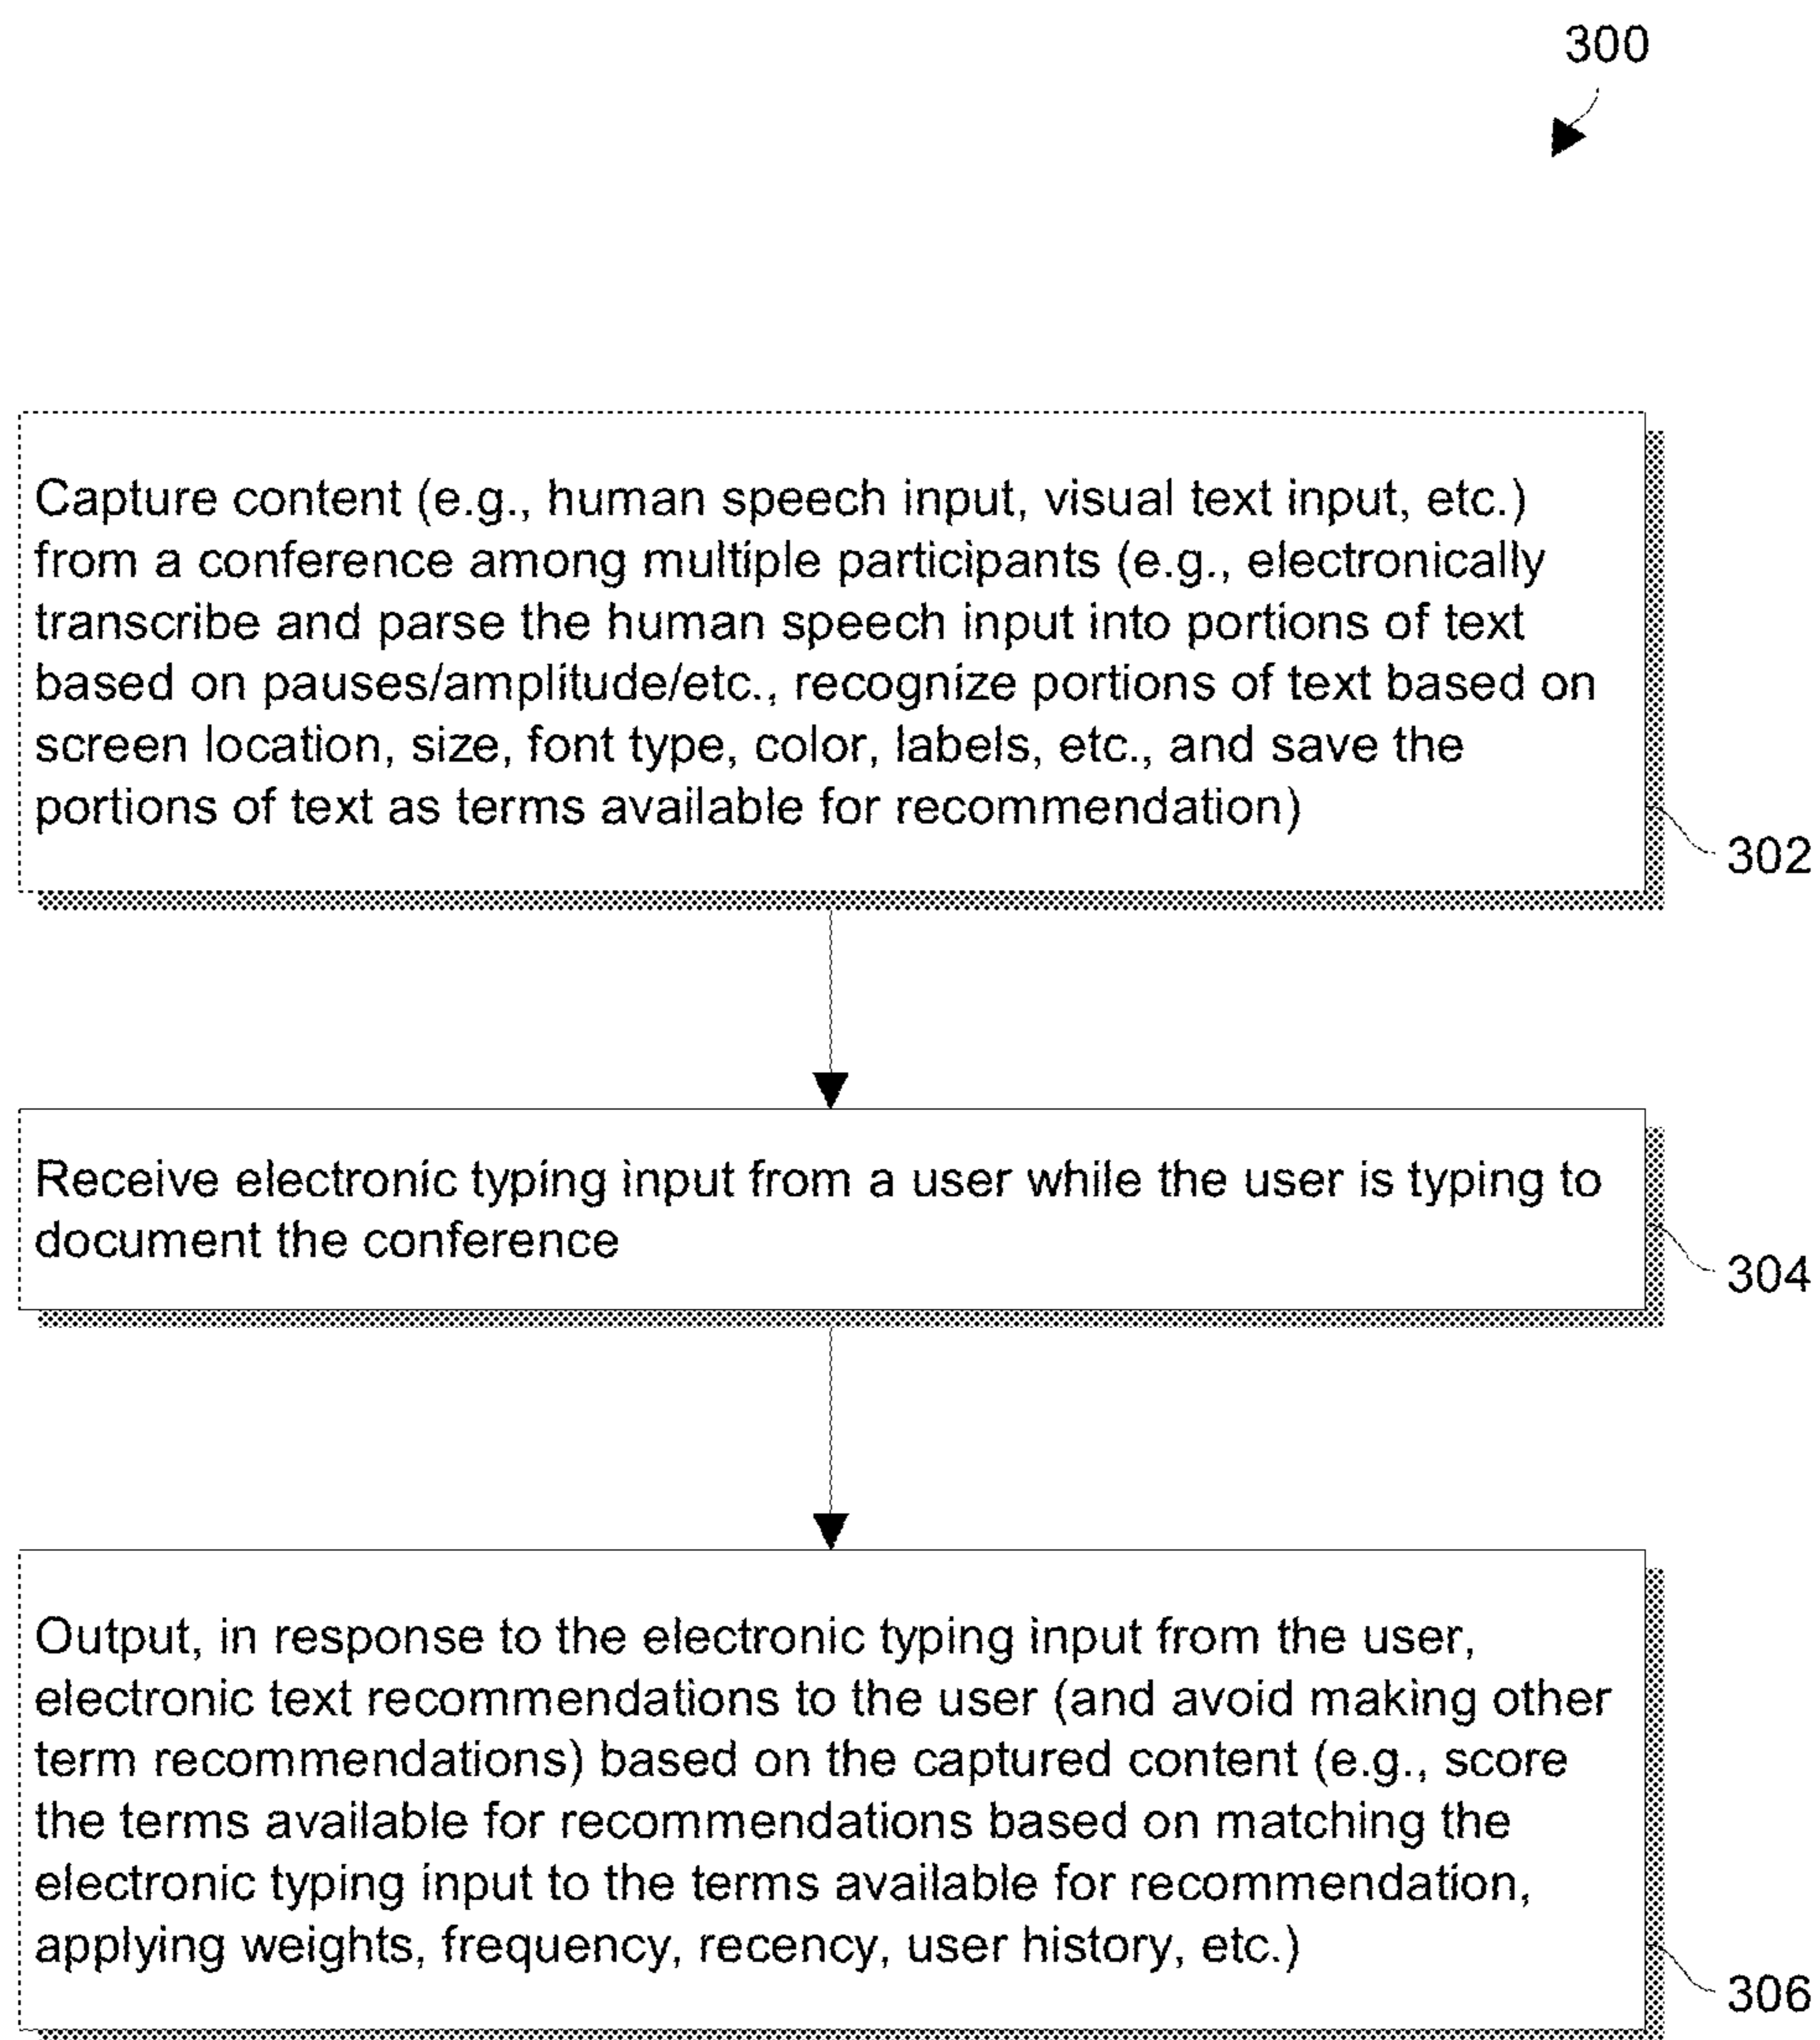 300
Capture content (e.g., human speech input, visual text input, etc.)
from a conference among multiple participants (e.g., electronically
transcribe and parse the human speech input into portions of text
based on pauses/amplitude/etc., recognize portions of text based on
screen location, size, font type, color, labels, etc., and save the
portions of text as terms available for recommendation)
302
Receive electronic typing input from a user while the user is typing to
document the conference
304
Output, in response to the electronic typing input from the user,
electronic text recommendations to the user (and avoid making other
term recommendations) based on the captured content (e.g., score
the terms available for recommendations based on matching the
electronic typing input to the terms available for recommendation,
applying weights, frequency, recency, user history, etc.)
306